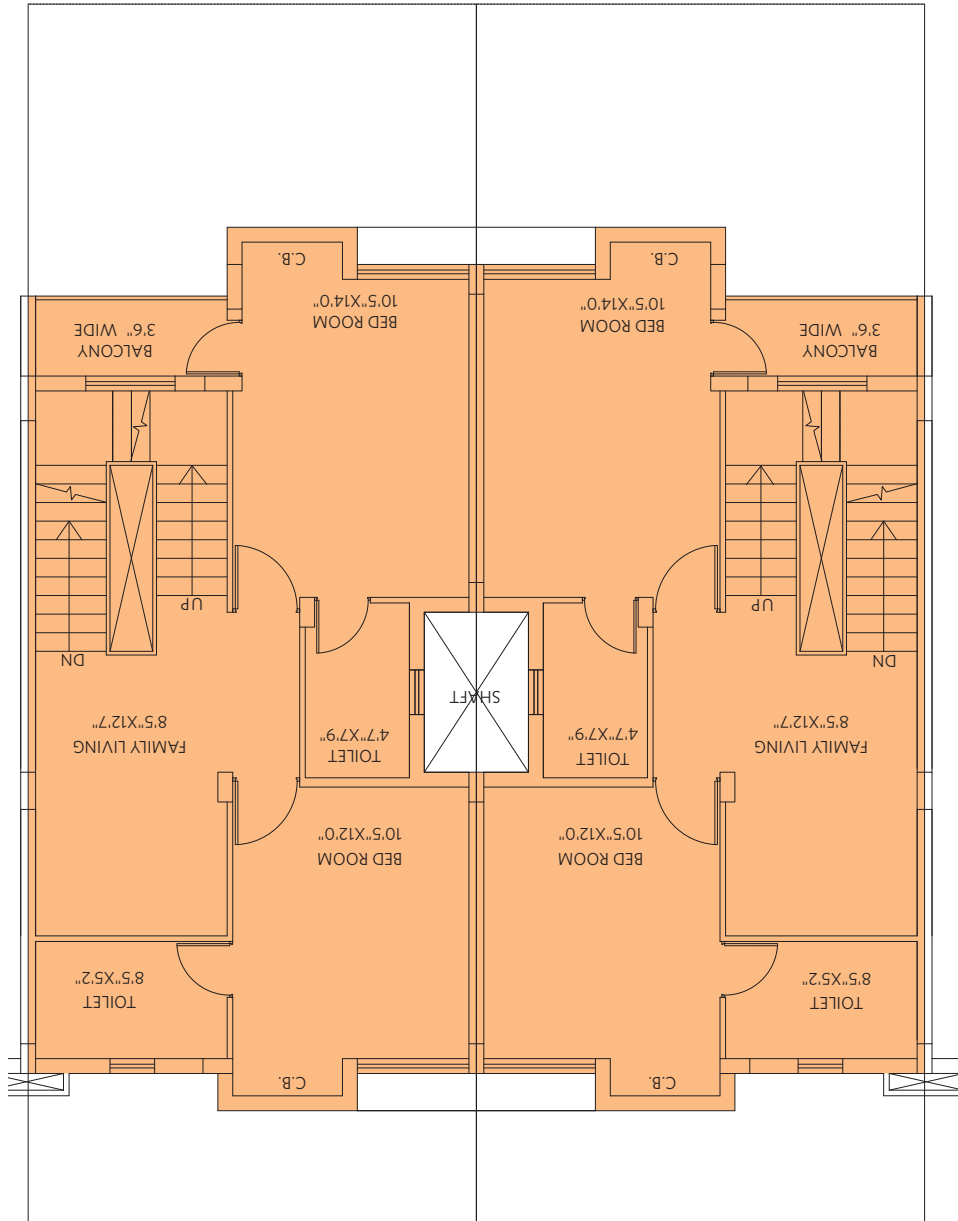 C.B.
C.B.
TOILET
8'5"X5'2"
TOILET
8'5"X5'2"
BED ROOM
10'5"X12'0"
BED ROOM
10'5"X12'0"
FAMILY LIVING
8'5"X12'7"
TOILET
4'7"X7'9"
SHAFT
TOILET
4'7"X7'9"
FAMILY LIVING
8'5"X12'7"
DN
UP
UP
DN
BALCONY
3'6" WIDE
BED ROOM
10'5"X14'0"
BED ROOM
10'5"X14'0"
BALCONY
3'6" WIDE
C.B.
C.B.